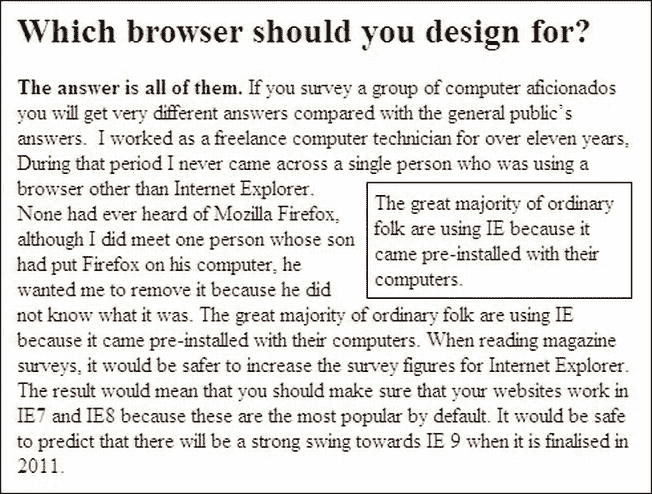 Which browser should you design for?
The answer is all of them. If you survey a group of computer aficionados
you will get very different answers compared with the general public's
answers.  I worked as a freelance computer technician for over eleven years,
During that period I never came across a single person who was using a
browser other than Internet Explorer.
None had ever heard of Mozilla Firefox,
although I did meet one person whose son
had put Firefox on his computer, he
wanted me to remove it because he did
The great majority of ordinary
folk are using IE because it
came pre-installed with their
computers.
not know what it was. The great majority of ordinary folk are using IE
because it came pre-installed with their computers. When reading magazine
surveys, it would be safer to increase the survey figures for Internet Explorer.
The result would mean that you should make sure that your websites work in
IE7 and IE8 because these are the most popular by default. It would be safe
to predict that there will be a strong swing towards IE 9 when it is finalised in
2011.